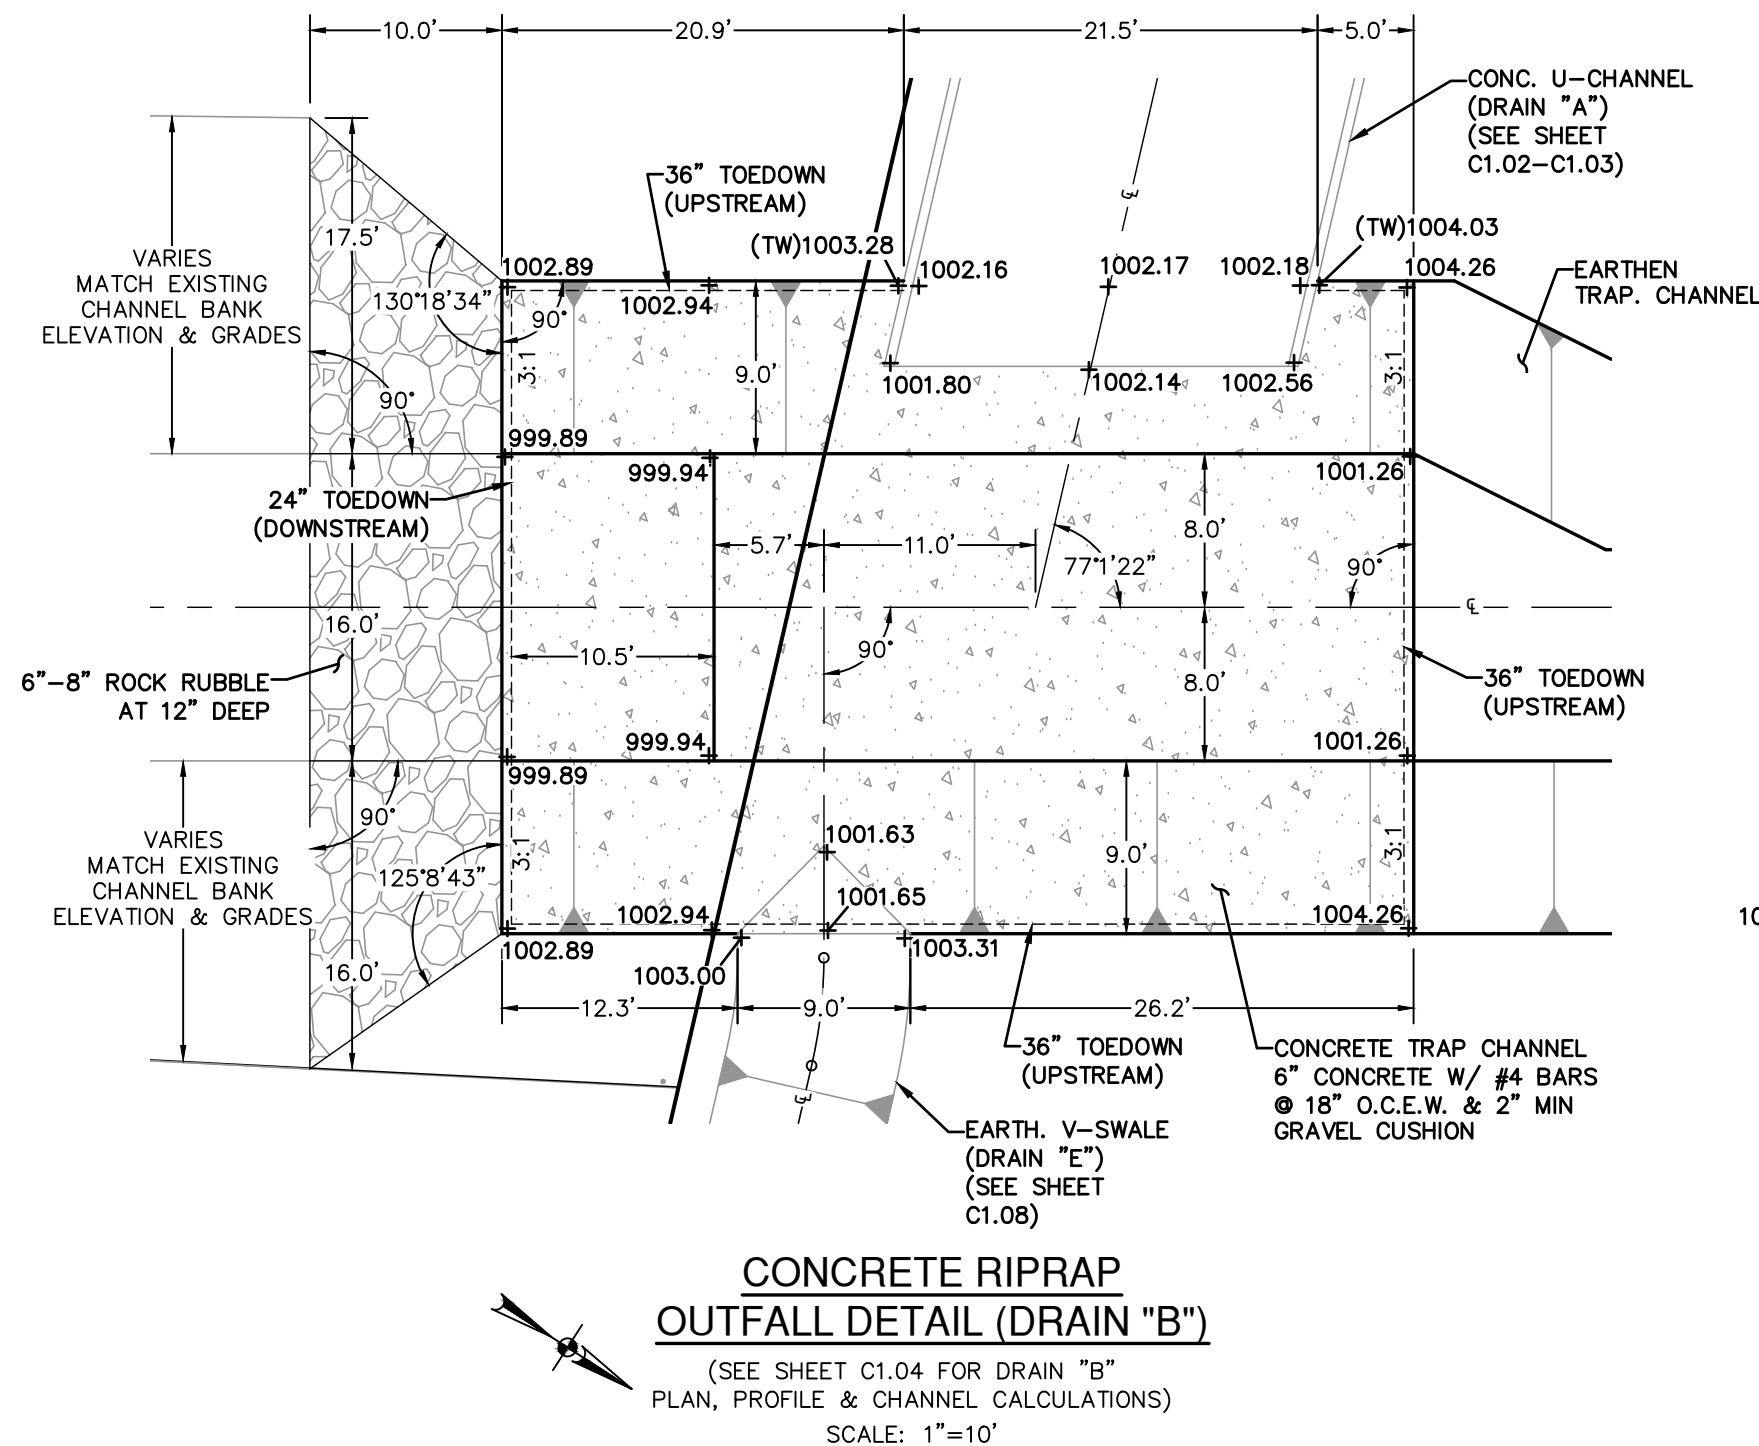 10.0'
20.9'
21.5'
5.0'
CONC. U-CHANNEL
(DRAIN "A")
(SEE SHEET
C1.02-C1.03)
36" TOEDOWN
(UPSTREAM)
(TW)1003.28
(TW)1004.03
℄
17.5'
VARIES
MATCH EXISTING
CHANNEL BANK
ELEVATION & GRADES
1002.89
1002.94
1002.16
1002.17
1002.18
1004.26
EARTHEN
TRAP. CHANNEL
130°18'34"
90°
3:1
9.0'
1001.80
1002.14
1002.56
3:1
90°
999.89
999.94
1001.26
24" TOEDOWN
(DOWNSTREAM)
5.7'
11.0'
8.0'
77°1'22"
90°
℄
16.0'
10.5'
90°
8.0'
6"-8" ROCK RUBBLE
AT 12" DEEP
36" TOEDOWN
(UPSTREAM)
999.94
1001.26
999.89
90°
VARIES
MATCH EXISTING
CHANNEL BANK
ELEVATION & GRADES
3:1
125°8'43"
1001.63
9.0'
3:1
1001.65
1002.94
1004.26
10
1002.89
1003.00
1003.31
16.0'
12.3'
9.0'
26.2'
36" TOEDOWN
(UPSTREAM)
CONCRETE TRAP CHANNEL
6" CONCRETE W/ #4 BARS
@ 18" O.C.E.W. & 2" MIN
GRAVEL CUSHION
℄
EARTH. V-SWALE
(DRAIN "E")
(SEE SHEET
C1.08)
CONCRETE RIPRAP
OUTFALL DETAIL (DRAIN "B")
(SEE SHEET C1.04 FOR DRAIN "B"
PLAN, PROFILE & CHANNEL CALCULATIONS)
SCALE: 1"=10'